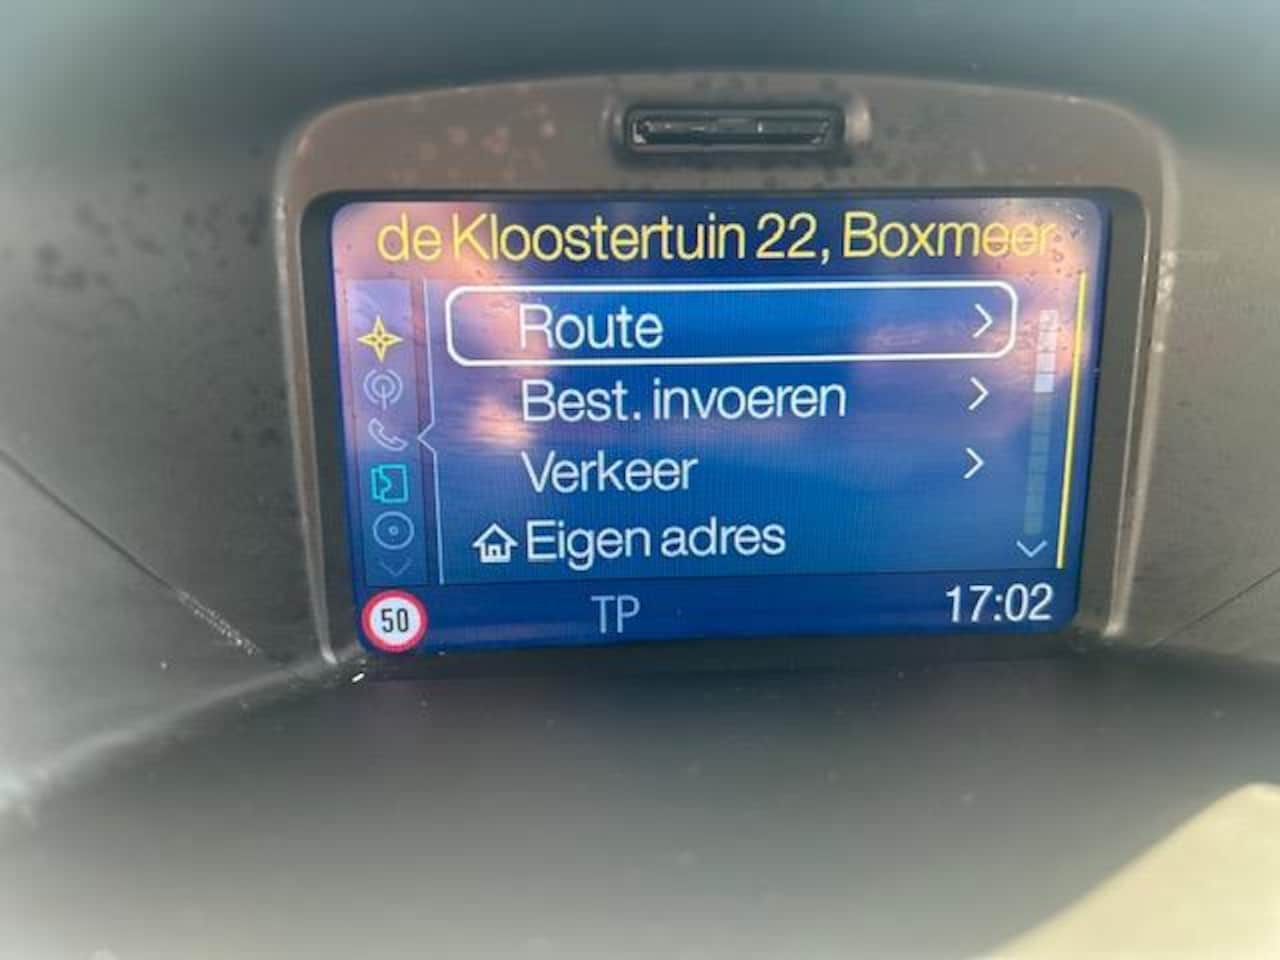 de Kloostertuin 22, Boxmeer
Route
Best. invoeren
Verkeer
Eigen adres
50 TP 17:02